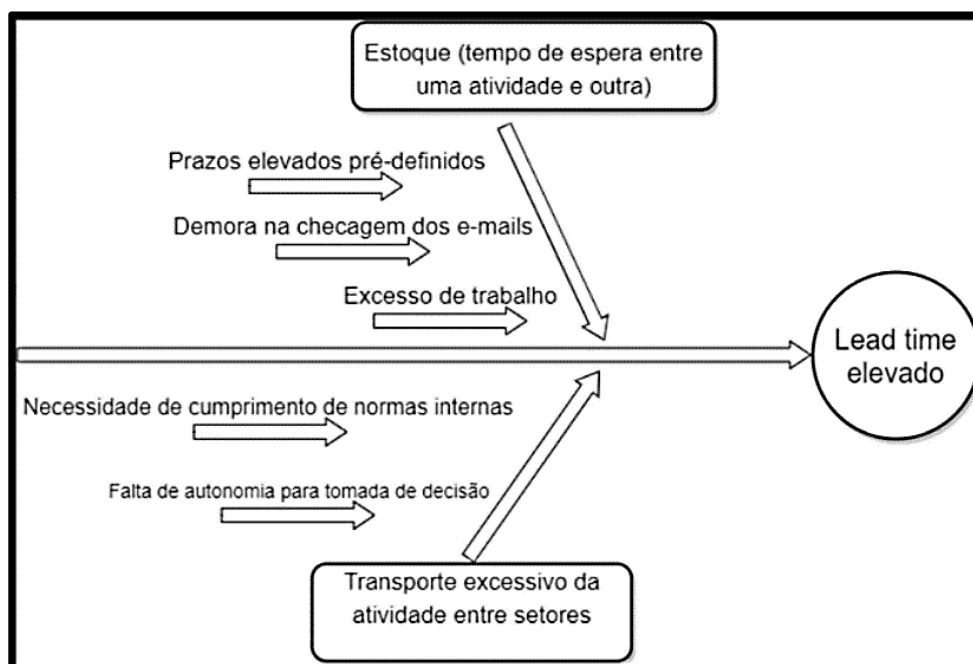 Estoque (tempo de espera entre
uma atividade e outra)
Prazos elevados pré-definidos
Demora na checagem dos e-mails
Excesso de trabalho
Lead time
elevado
Necessidade de cumprimento de normas internas
Falta de autonomia para tomada de decisão
Transporte excessivo da
atividade entre setores